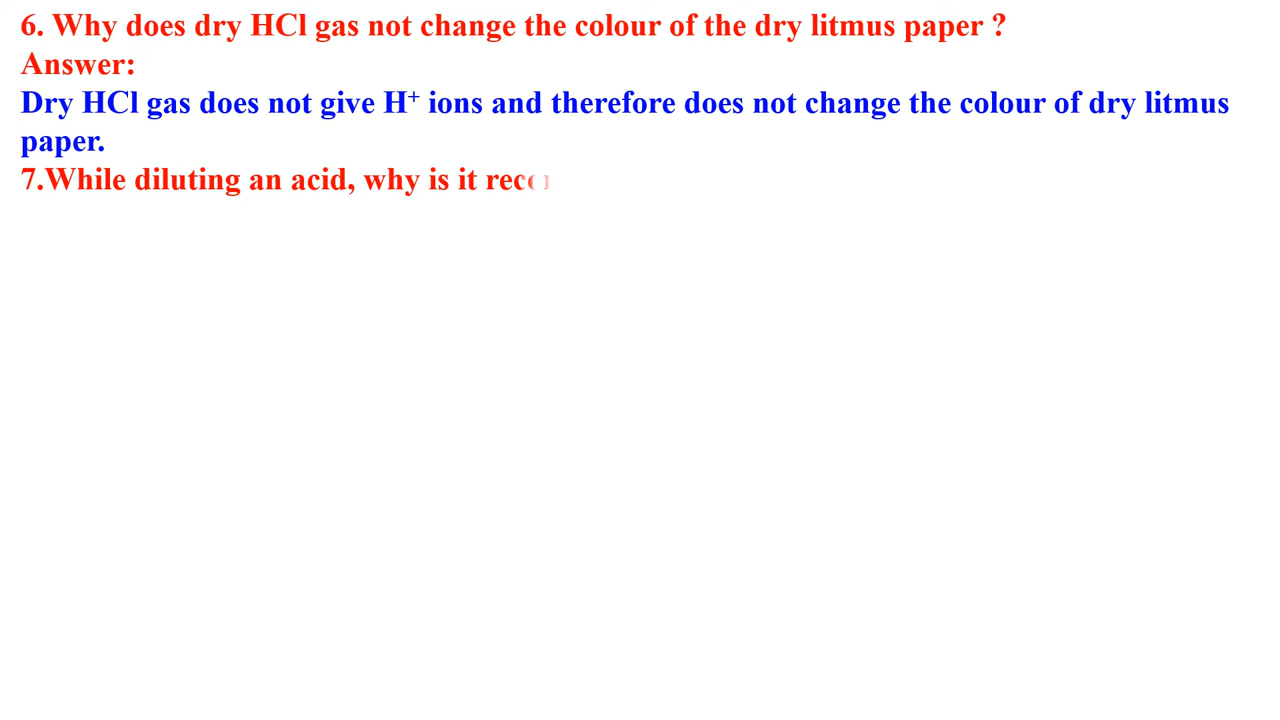 6. Why does dry HCl gas not change the colour of the dry litmus paper ?
Answer:
Dry HCl gas does not give H⁺ ions and therefore does not change the colour of dry litmus
paper.
7.While diluting an acid, why is it